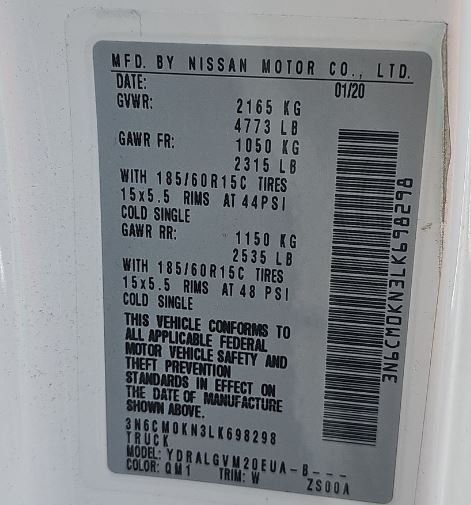 MFD. BY NISSAN MOTOR CO., LTD.
DATE: 01/20
GVWR: 2165 KG
4773 LB
GAWR FR: 1050 KG
2315 LB
WITH 185/60R15C TIRES
15x5.5 RIMS AT 44PSI
COLD SINGLE
GAWR RR: 1150 KG
2535 LB
WITH 185/60R15C TIRES
15x5.5 RIMS AT 48 PSI
COLD SINGLE
THIS VEHICLE CONFORMS TO
ALL APPLICABLE FEDERAL
MOTOR VEHICLE SAFETY AND
THEFT PREVENTION
STANDARDS IN EFFECT ON
THE DATE OF MANUFACTURE
SHOWN ABOVE.
3N6CM0KN3LK698298
TRUCK
MODEL: YDRALGVM20EUA-B---
COLOR: QM1 TRIM: W ZS00A
3N6CM0KN3LK698298